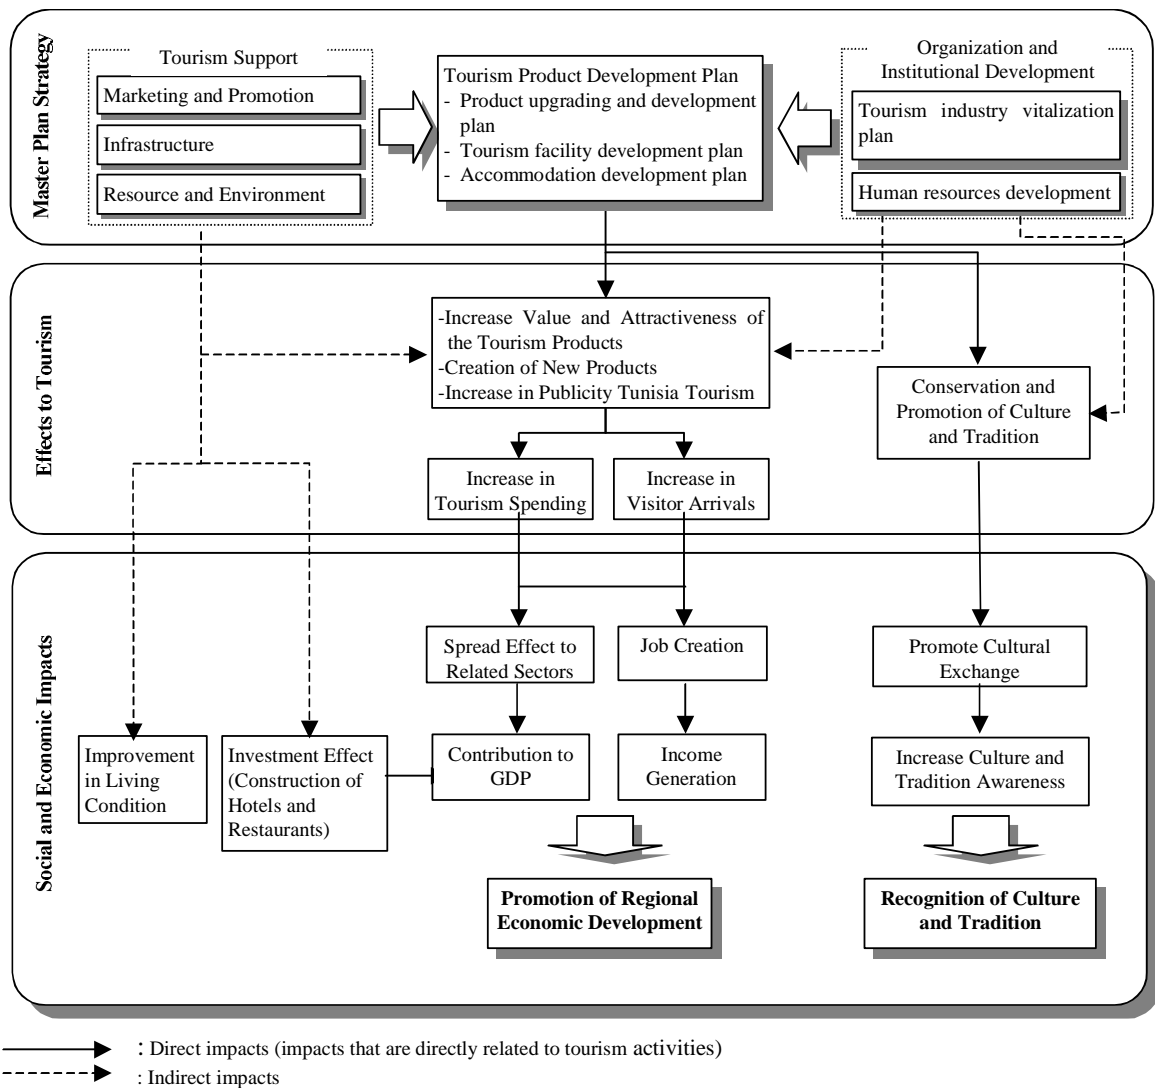 Master Plan Strategy
Tourism Support
Marketing and Promotion
Infrastructure
Resource and Environment
Tourism Product Development Plan
- Product upgrading and development
plan
- Tourism facility development plan
- Accommodation development plan
Organization and
Institutional Development
Tourism industry vitalization
plan
Human resources development
Effects to Tourism
-Increase Value and Attractiveness of
the Tourism Products
-Creation of New Products
-Increase in Publicity Tunisia Tourism
Conservation and
Promotion of Culture
and Tradition
Increase in
Tourism Spending
Increase in
Visitor Arrivals
Social and Economic Impacts
Spread Effect to
Related Sectors
Job Creation
Promote Cultural
Exchange
Improvement
in Living
Condition
Investment Effect
(Construction of
Hotels and
Restaurants)
Contribution to
GDP
Income
Generation
Increase Culture and
Tradition Awareness
Promotion of Regional
Economic Development
Recognition of Culture
and Tradition
: Direct impacts (impacts that are directly related to tourism activities)
: Indirect impacts